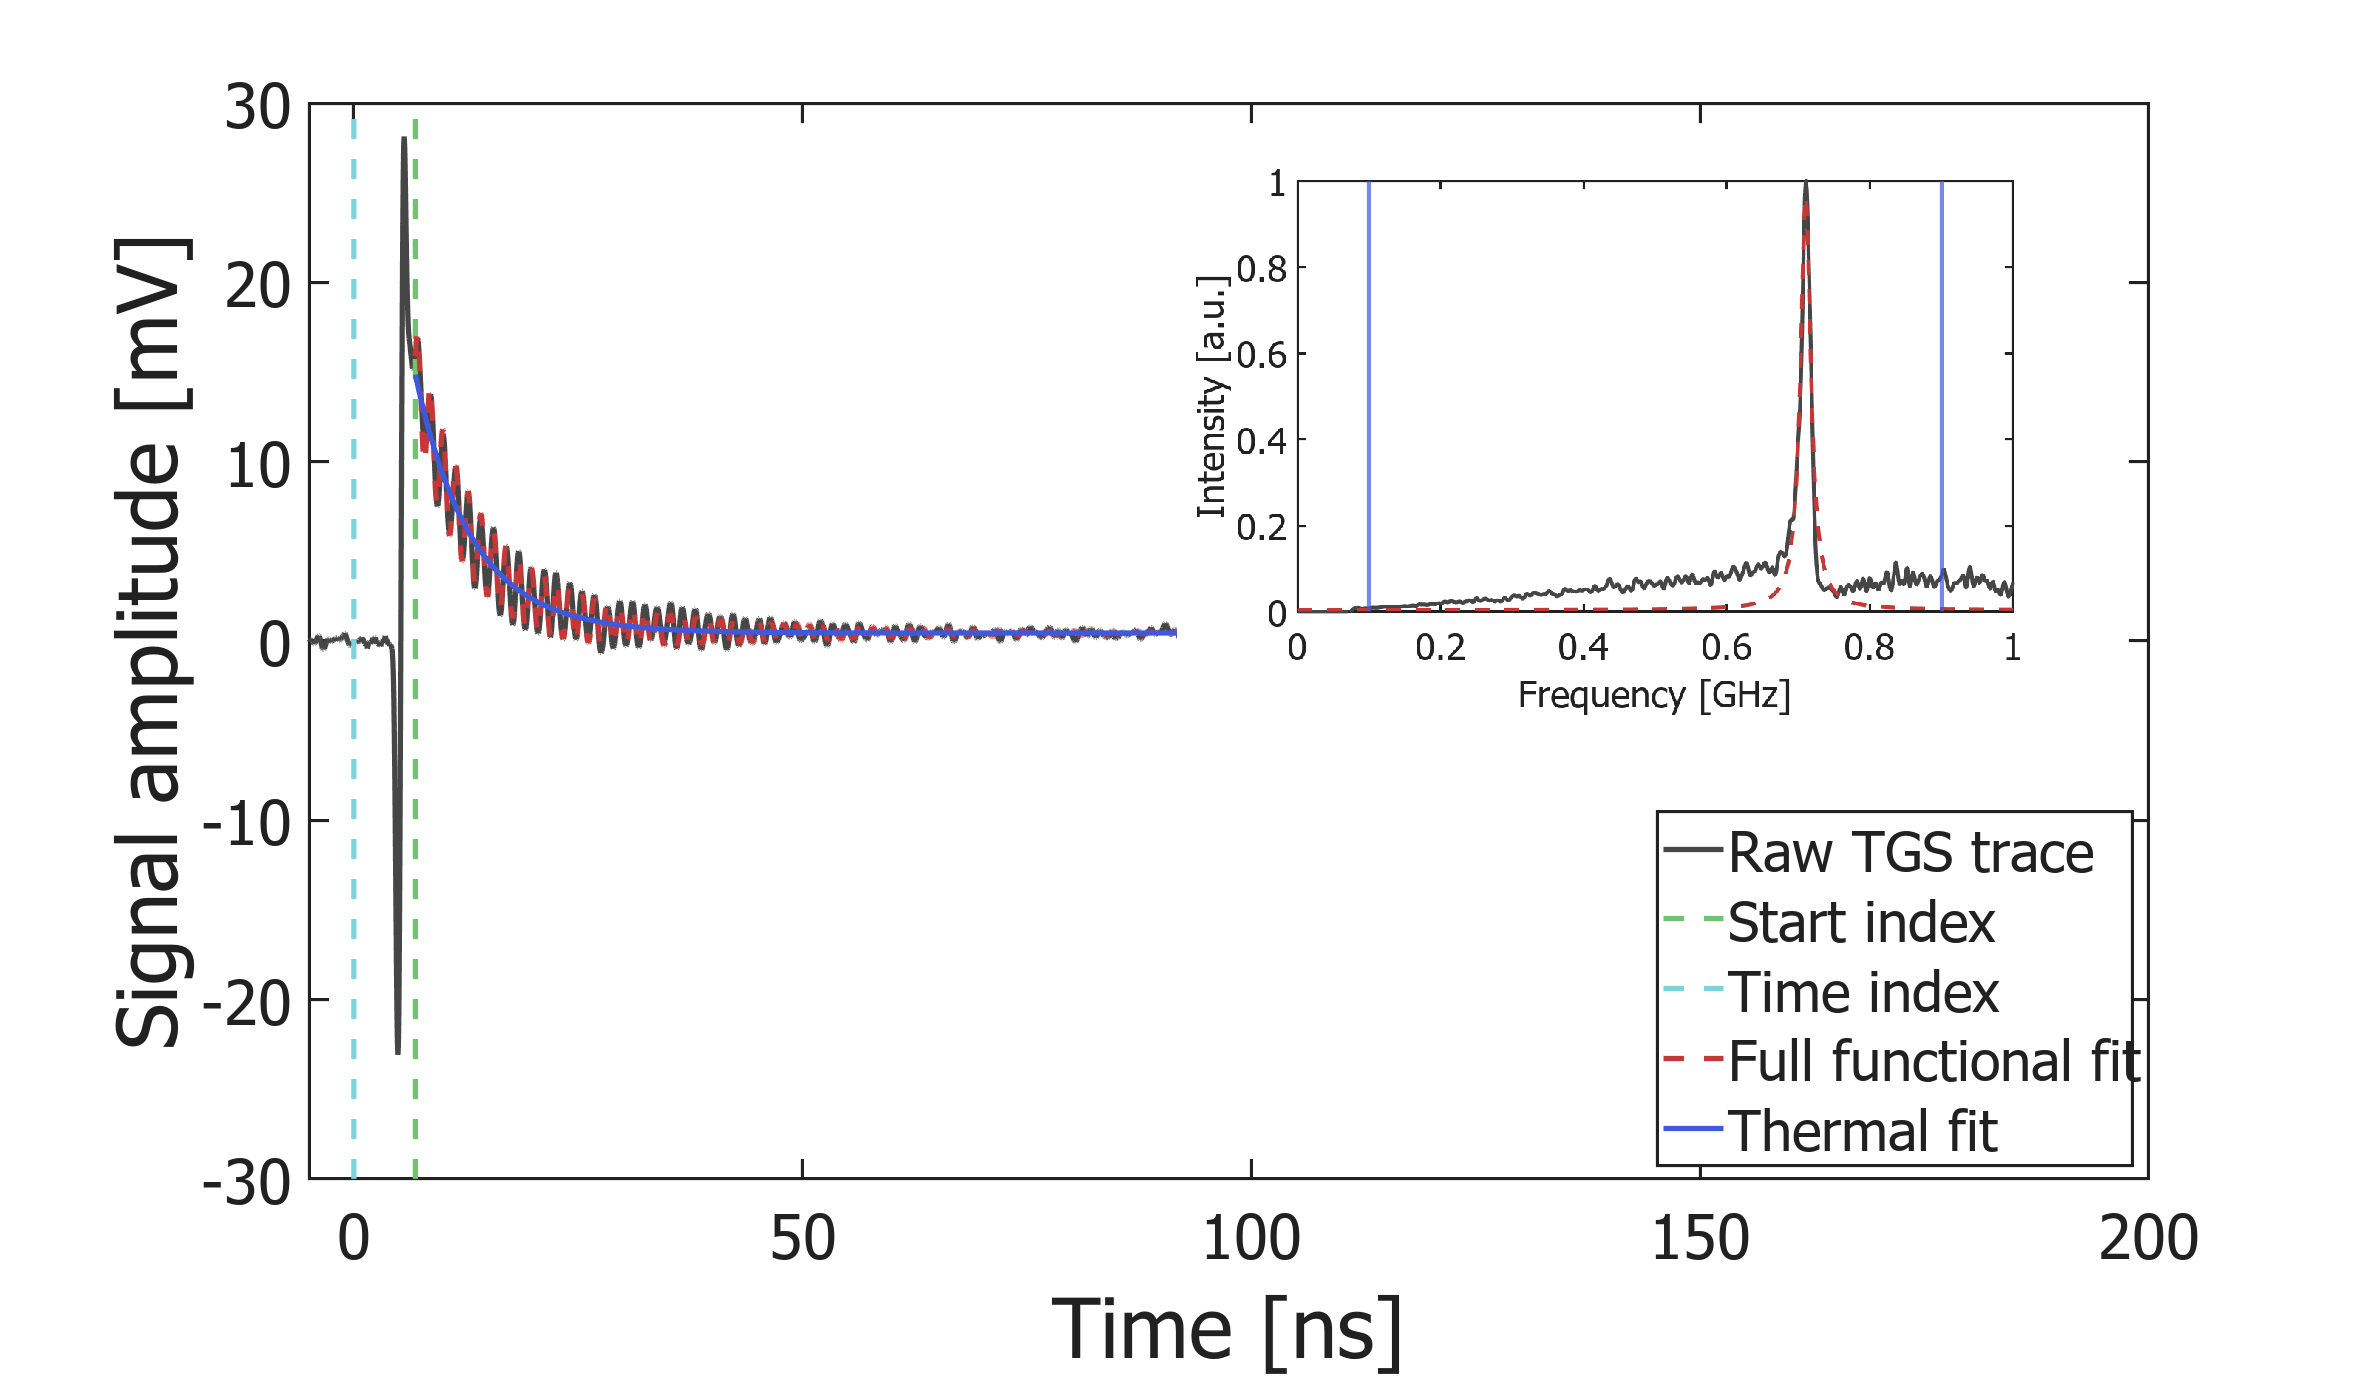 Signal amplitude [mV]
30
20
10
0
-10
-20
-30
0
50
100
150
200
Time [ns]
Intensity [a.u.]
1
0.8
0.6
0.4
0.2
0
0
0.2
0.4
0.6
0.8
1
Frequency [GHz]
Raw TGS trace
Start index
Time index
Full functional fit
Thermal fit